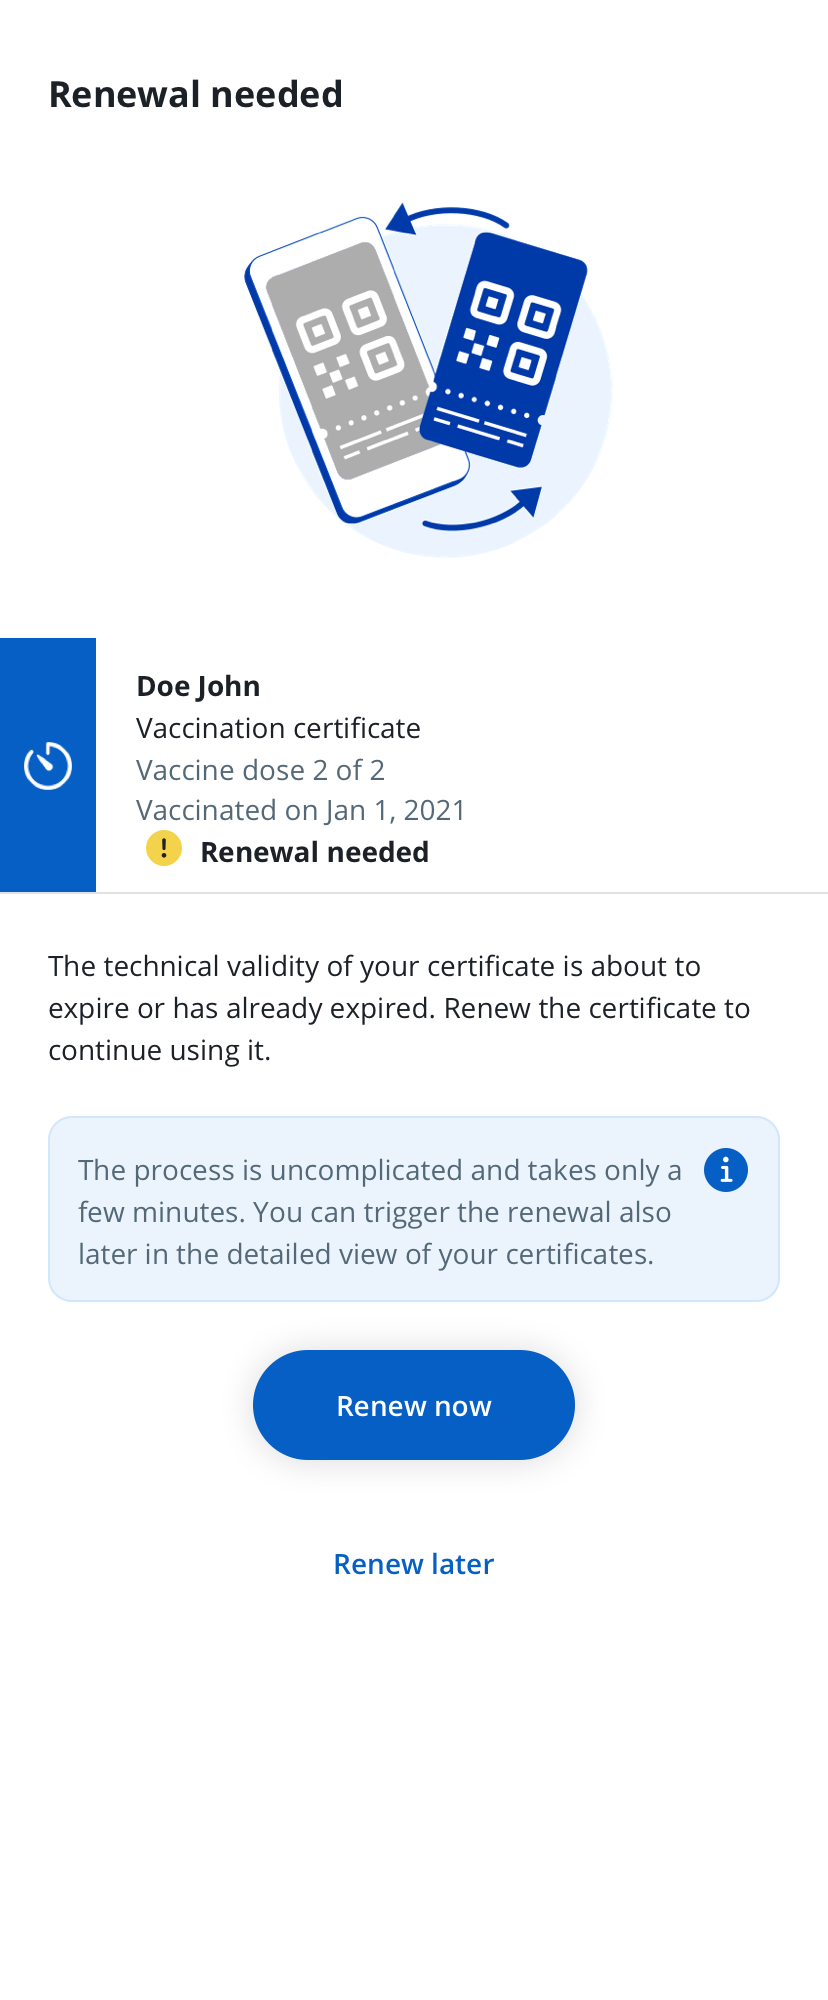 Renewal needed
Doe John
Vaccination certificate
Vaccine dose 2 of 2
Vaccinated on Jan 1, 2021
Renewal needed
The technical validity of your certificate is about to
expire or has already expired. Renew the certificate to
continue using it.
The process is uncomplicated and takes only a
few minutes. You can trigger the renewal also
later in the detailed view of your certificates.
Renew now
Renew later